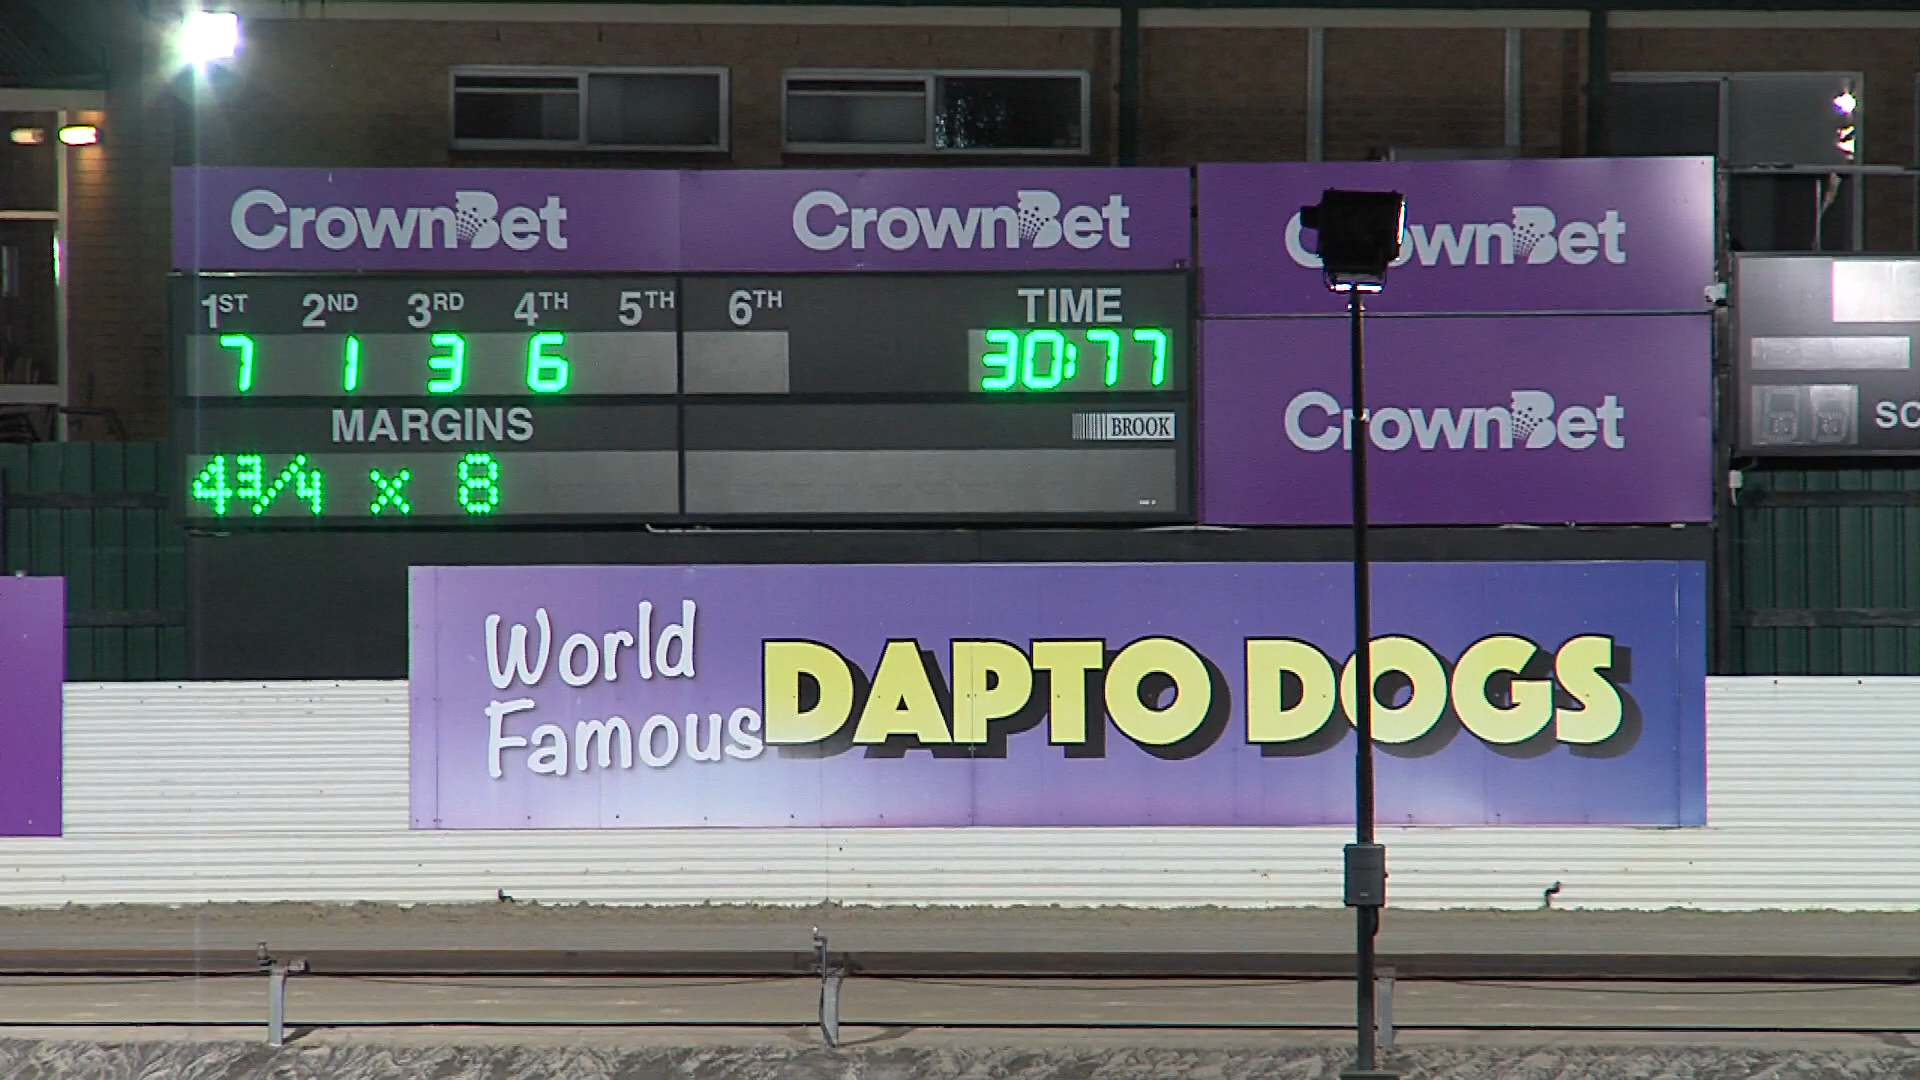 CrownBet CrownBet CrownBet
1ST 2ND 3RD 4TH 5TH 6TH TIME
7 1 3 6 30:77
MARGINS BROOK CrownBet
4¾ x 8
SC
World
Famous DAPTO DOGS